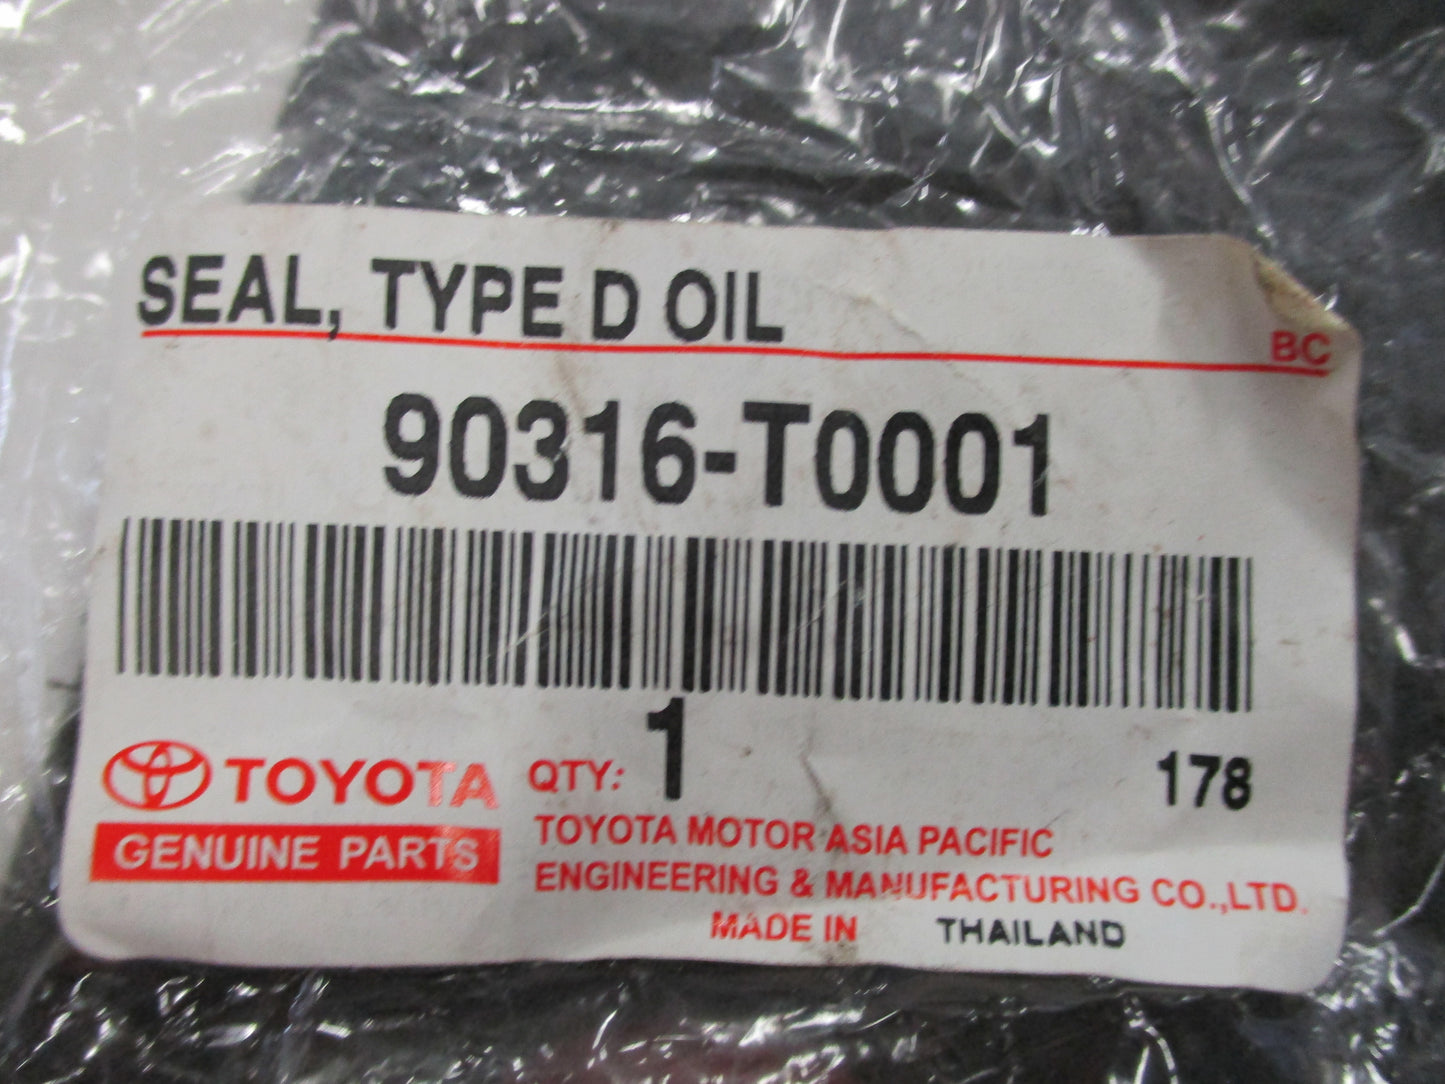 SEAL, TYPE D OIL
BC
90316-T0001
1
178
TOYOTA
QTY:
GENUINE PARTS
TOYOTA MOTOR ASIA PACIFIC
ENGINEERING & MANUFACTURING CO.,LTD.
MADE IN THAILAND